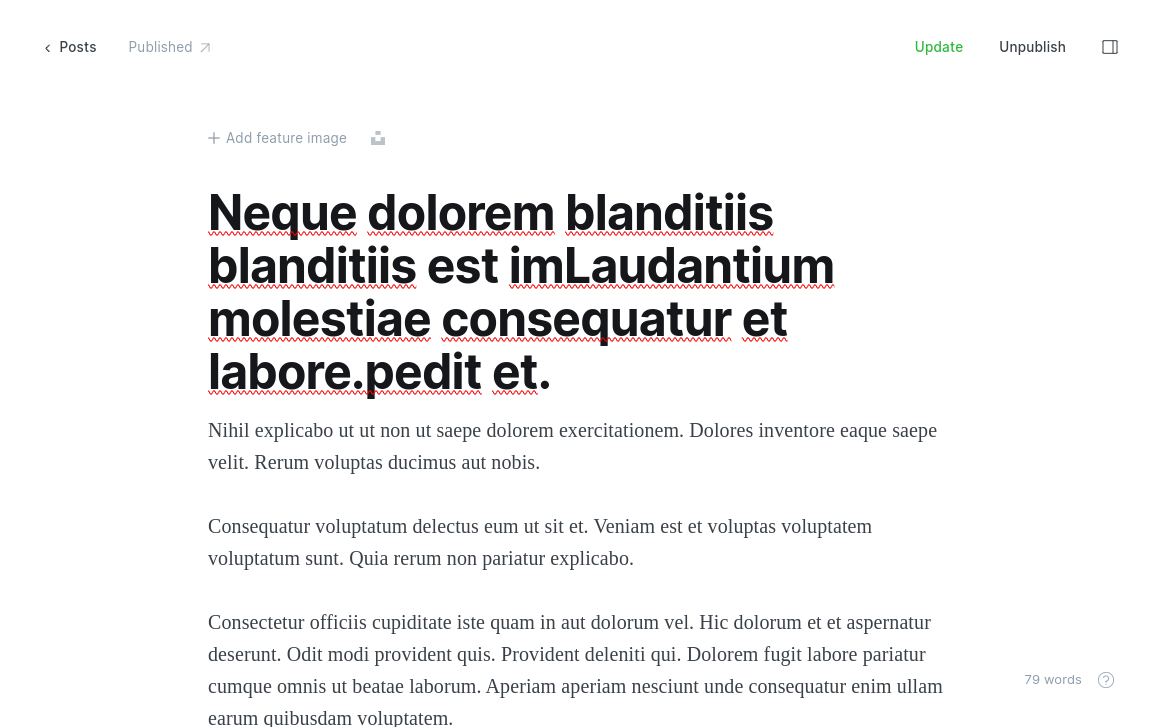 Posts
Published
Update
Unpublish
Add feature image
Neque dolorem blanditiis
blanditiis est imLaudantium
molestiae consequatur et
labore.pedit et.
Nihil explicabo ut ut non ut saepe dolorem exercitationem. Dolores inventore eaque saepe
velit. Rerum voluptas ducimus aut nobis.
Consequatur voluptatum delectus eum ut sit et. Veniam est et voluptas voluptatem
voluptatum sunt. Quia rerum non pariatur explicabo.
Consectetur officiis cupiditate iste quam in aut dolorum vel. Hic dolorum et et aspernatur
deserunt. Odit modi provident quis. Provident deleniti qui. Dolorem fugit labore pariatur
cumque omnis ut beatae laborum. Aperiam aperiam nesciunt unde consequatur enim ullam
earum quibusdam voluptatem.
79 words